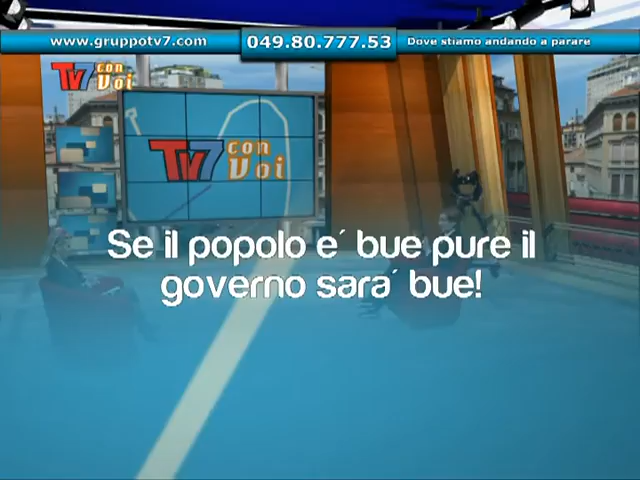 www.gruppotv7.com
049.80.777.53
Dove stiamo andando a parare
TV7 con Voi
TV7 con Voi
Se il popolo e´ bue pure il
governo sara´ bue!